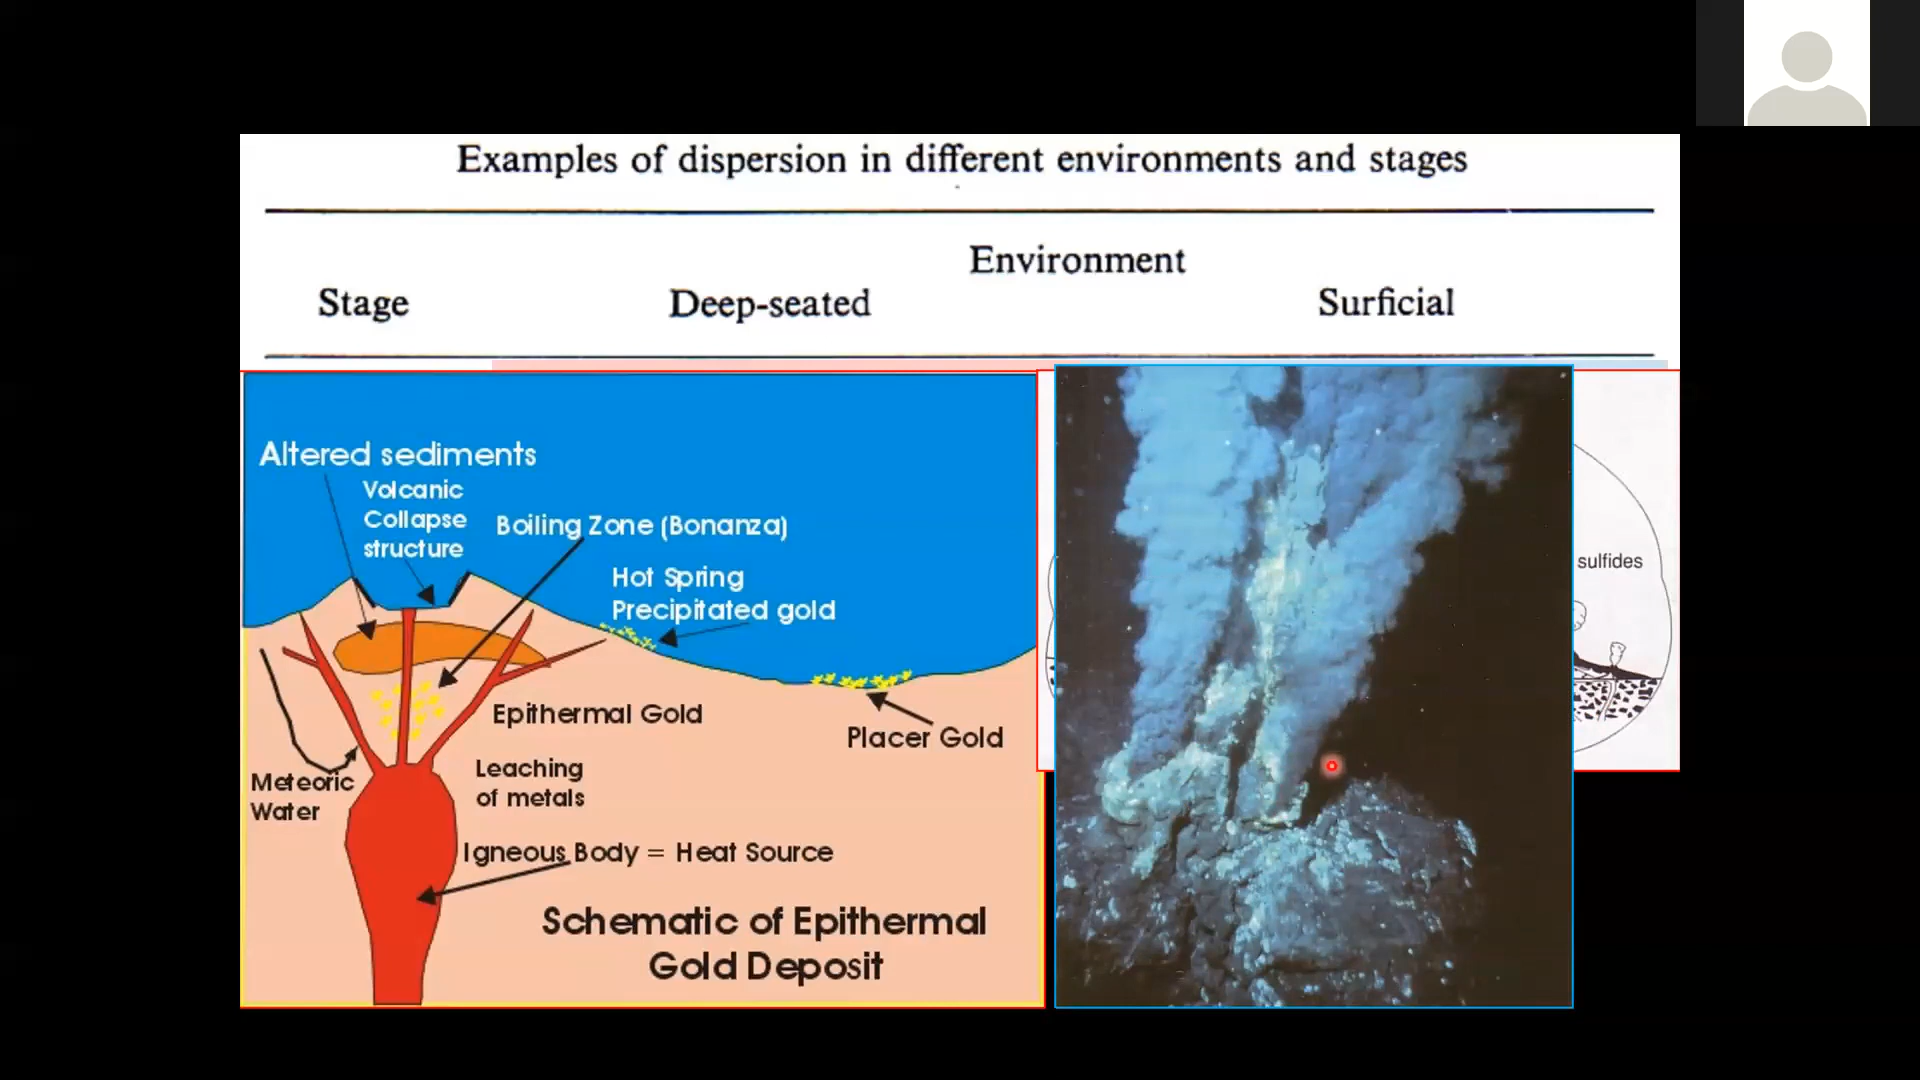 Examples of dispersion in different environments and stages
Environment
Stage
Deep-seated
Surficial
Altered sediments
Volcanic
Collapse
structure
Boiling Zone (Bonanza)
Hot Spring
Precipitated gold
Epithermal Gold
Placer Gold
Meteoric
Water
Leaching
of metals
Igneous Body = Heat Source
Schematic of Epithermal
Gold Deposit
sulfides